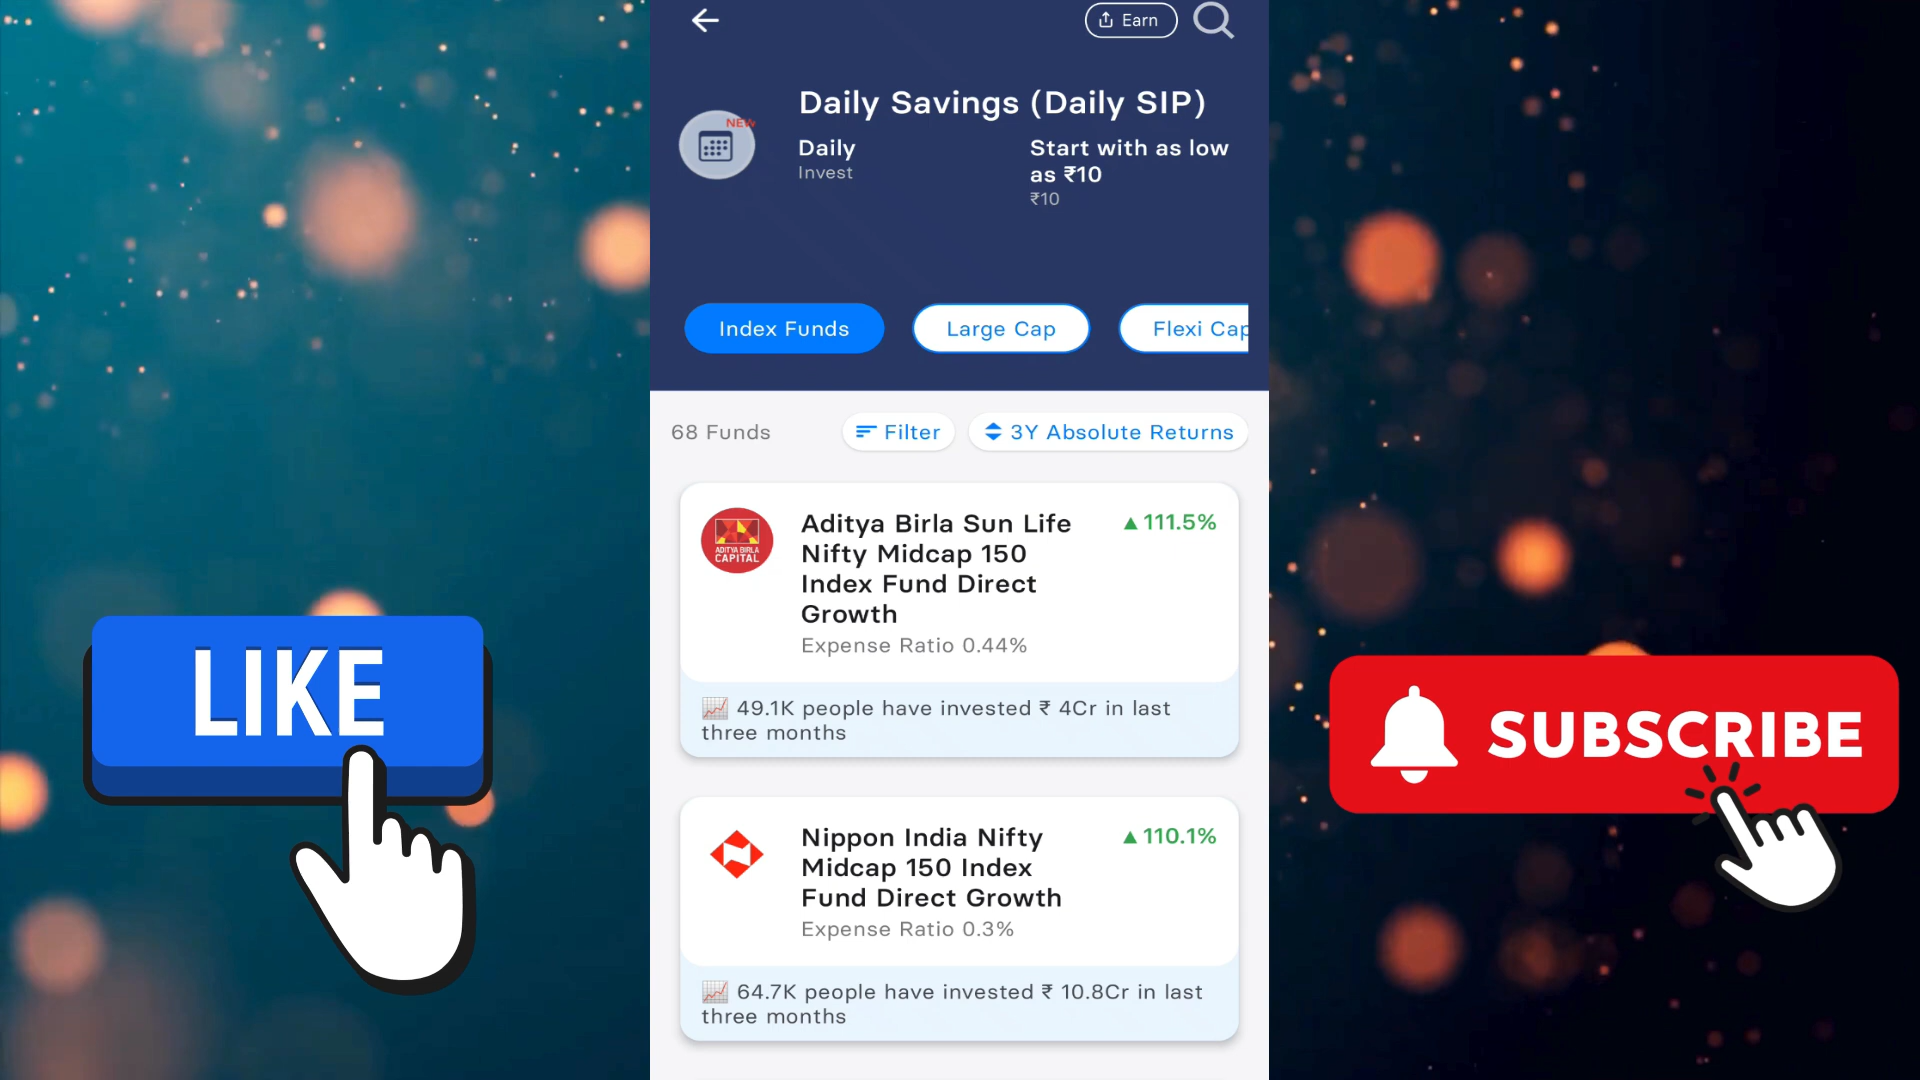 Earn
Daily Savings (Daily SIP)
NEW
Daily
Invest
Start with as low
as ₹10
₹10
Index Funds
Large Cap
Flexi Cap
68 Funds
Filter
3Y Absolute Returns
ADITYA BIRLA
CAPITAL
Aditya Birla Sun Life
Nifty Midcap 150
Index Fund Direct
Growth
▲111.5%
Expense Ratio 0.44%
49.1K people have invested ₹ 4Cr in last
three months
Nippon India Nifty
Midcap 150 Index
Fund Direct Growth
▲110.1%
Expense Ratio 0.3%
64.7K people have invested ₹ 10.8Cr in last
three months
LIKE
SUBSCRIBE